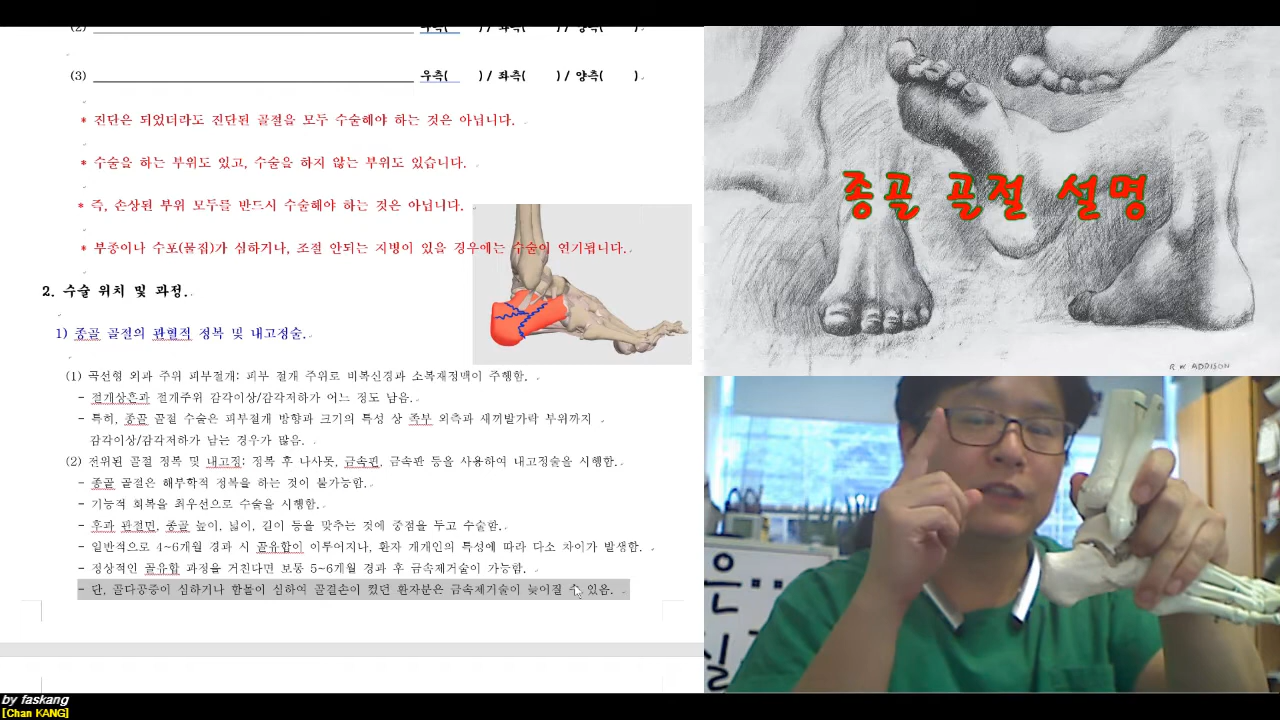 (2) 우측( ) / 좌측( ) / 양측( )
(3) 우측( ) / 좌측( ) / 양측( )
* 진단은 되었더라도 진단된 골절을 모두 수술해야 하는 것은 아닙니다.
* 수술을 하는 부위도 있고, 수술을 하지 않는 부위도 있습니다.
* 즉, 손상된 부위 모두를 반드시 수술해야 하는 것은 아닙니다.
* 부종이나 수포(물집)가 심하거나, 조절 안되는 지병이 있을 경우에는 수술이 연기됩니다.
2. 수술 위치 및 과정.
1) 종골 골절의 관혈적 정복 및 내고정술.
(1) 곡선형 외과 주위 피부절개: 피부 절개 주위로 비복신경과 소복재정맥이 주행함.
- 절개상흔과 절개주위 감각이상/감각저하가 어느 정도 남음.
- 특히, 종골 골절 수술은 피부절개 방향과 크기의 특성 상 족부 외측과 새끼발가락 부위까지
감각이상/감각저하가 남는 경우가 많음.
(2) 전위된 골절 정복 및 내고정: 정복 후 나사못, 금속핀, 금속판 등을 사용하여 내고정술을 시행함.
- 종골 골절은 해부학적 정복을 하는 것이 불가능함.
- 기능적 회복을 최우선으로 수술을 시행함.
- 후과 관절면, 종골 높이, 넓이, 길이 등을 맞추는 것에 중점을 두고 수술함.
- 일반적으로 4~6개월 경과 시 골유합이 이루어지나, 환자 개개인의 특성에 따라 다소 차이가 발생함.
- 정상적인 골유합 과정을 거친다면 보통 5~6개월 경과 후 금속제거술이 가능함.
- 단, 골다공증이 심하거나 함몰이 심하여 골결손이 컸던 환자분은 금속제거술이 늦어질 수 있음.
종골 골절 설명
R K ADDISON
by faskang
[Chan KANG]